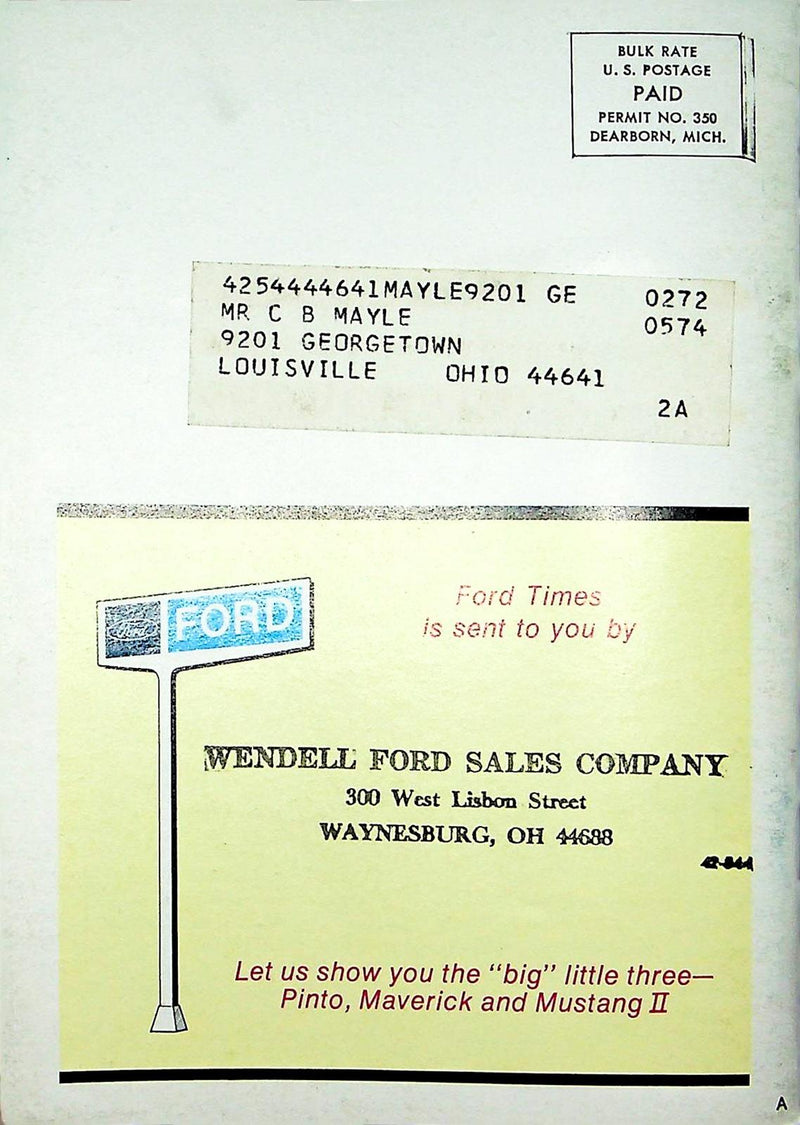 BULK RATE
U. S. POSTAGE
PAID
PERMIT NO. 350
DEARBORN, MICH.
4254444641MAYLE9201 GE 0272
MR C B MAYLE 0574
9201 GEORGETOWN
LOUISVILLE OHIO 44641
2A
Ford FORD
Ford Times
is sent to you by
WENDELL FORD SALES COMPANY
300 West Lisbon Street
WAYNESBURG, OH 44688
Let us show you the “big” little three—
Pinto, Maverick and Mustang II
A